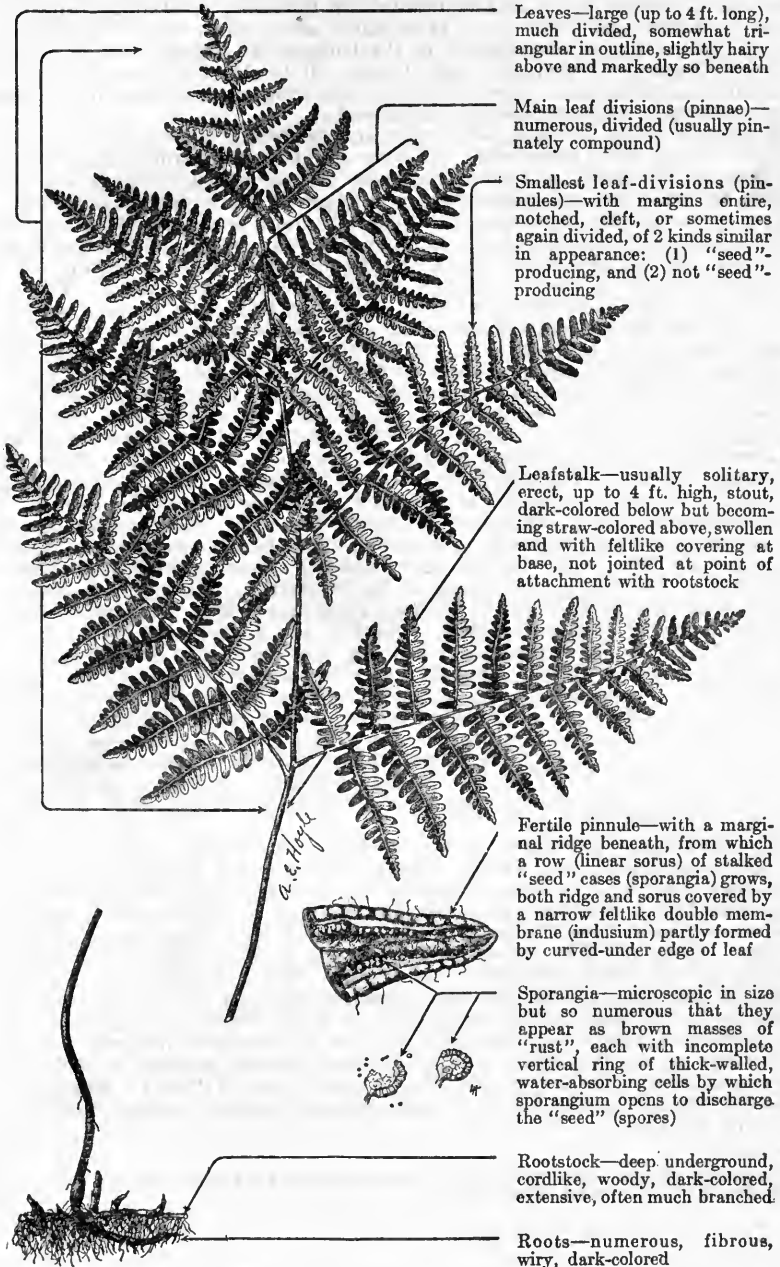 Leaves—large (up to 4 ft. long),
much divided, somewhat tri-
angular in outline, slightly hairy
above and markedly so beneath
Main leaf divisions (pinnae)—
numerous, divided (usually pin-
nately compound)
Smallest leaf-divisions (pin-
nules)—with margins entire,
notched, cleft, or sometimes
again divided, of 2 kinds similar
in appearance: (1) "seed"-
producing, and (2) not "seed"-
producing
Leafstalk—usually solitary,
erect, up to 4 ft. high, stout,
dark-colored below but becom-
ing straw-colored above, swollen
and with feltlike covering at
base, not jointed at point of
attachment with rootstock
a.E. Hoyle
Fertile pinnule—with a margi-
nal ridge beneath, from which
a row (linear sorus) of stalked
"seed" cases (sporangia) grows,
both ridge and sorus covered by
a narrow feltlike double mem-
brane (indusium) partly formed
by curved-under edge of leaf
Sporangia—microscopic in size
but so numerous that they
appear as brown masses of
"rust", each with incomplete
vertical ring of thick-walled,
water-absorbing cells by which
sporangium opens to discharge
the "seed" (spores)
Rootstock—deep underground,
cordlike, woody, dark-colored,
extensive, often much branched
Roots—numerous, fibrous,
wiry, dark-colored